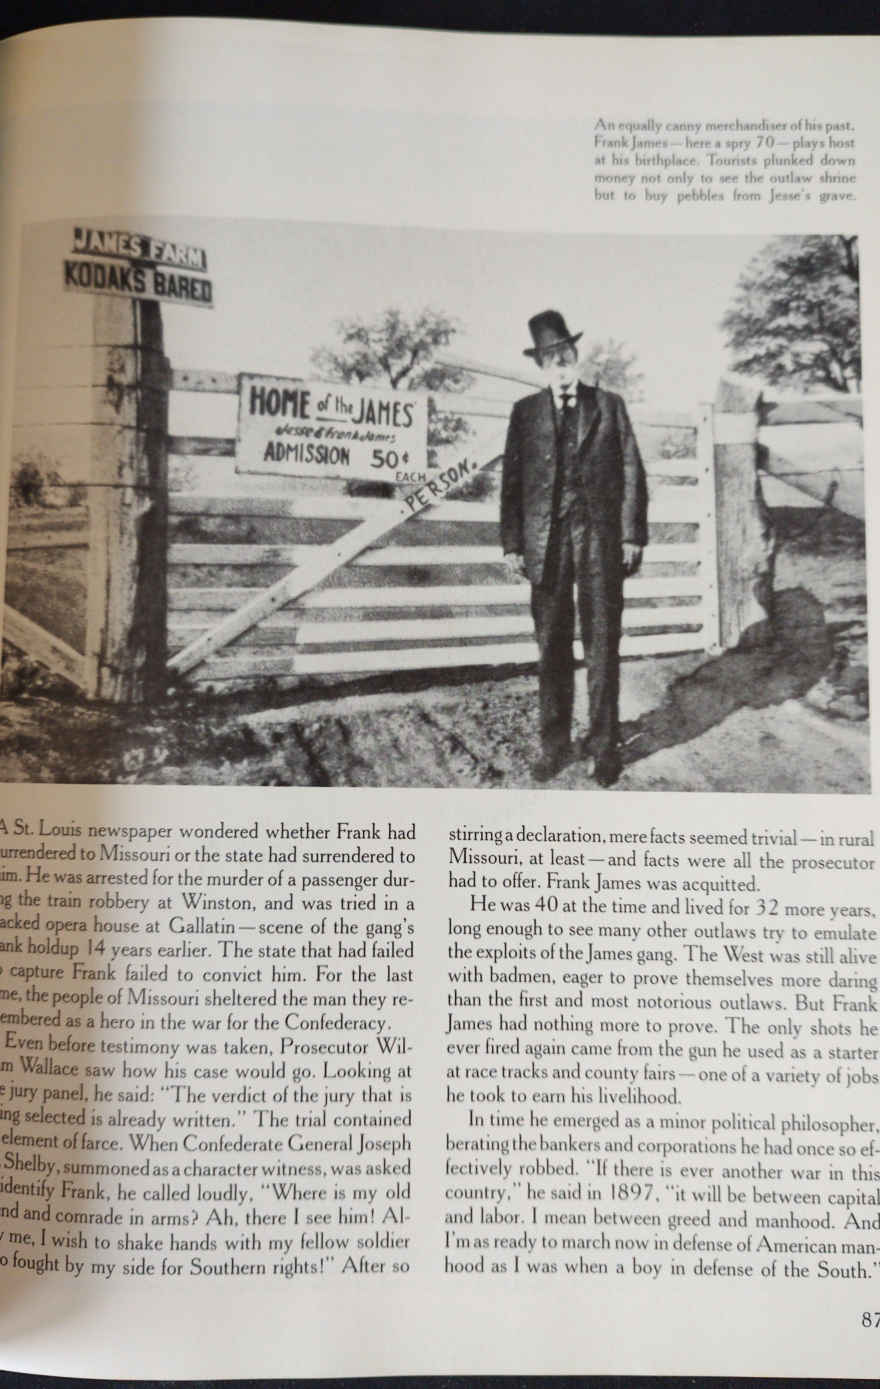 An equally canny merchandiser of his past,
Frank James — here a spry 70 — plays host
at his birthplace. Tourists plunked down
money not only to see the outlaw shrine
but to buy pebbles from Jesse's grave.
JAMES FARM
KODAKS BARED
HOME of the JAMES'
Jesse & Frank James
ADMISSION 50¢
EACH
PERSON.
A St. Louis newspaper wondered whether Frank had
urrendered to Missouri or the state had surrendered to
im. He was arrested for the murder of a passenger dur-
ng the train robbery at Winston, and was tried in a
acked opera house at Gallatin — scene of the gang's
ank holdup 14 years earlier. The state that had failed
capture Frank failed to convict him. For the last
me, the people of Missouri sheltered the man they re-
embered as a hero in the war for the Confederacy.
Even before testimony was taken, Prosecutor Wil-
m Wallace saw how his case would go. Looking at
e jury panel, he said: "The verdict of the jury that is
ing selected is already written." The trial contained
element of farce. When Confederate General Joseph
Shelby, summoned as a character witness, was asked
identify Frank, he called loudly, "Where is my old
nd and comrade in arms? Ah, there I see him! Al-
me, I wish to shake hands with my fellow soldier
o fought by my side for Southern rights!" After so
stirring a declaration, mere facts seemed trivial — in rural
Missouri, at least — and facts were all the prosecutor
had to offer. Frank James was acquitted.
He was 40 at the time and lived for 32 more years,
long enough to see many other outlaws try to emulate
the exploits of the James gang. The West was still alive
with badmen, eager to prove themselves more daring
than the first and most notorious outlaws. But Frank
James had nothing more to prove. The only shots he
ever fired again came from the gun he used as a starter
at race tracks and county fairs — one of a variety of jobs
he took to earn his livelihood.
In time he emerged as a minor political philosopher,
berating the bankers and corporations he had once so ef-
fectively robbed. "If there is ever another war in this
country," he said in 1897, "it will be between capital
and labor. I mean between greed and manhood. And
I'm as ready to march now in defense of American man-
hood as I was when a boy in defense of the South."
87